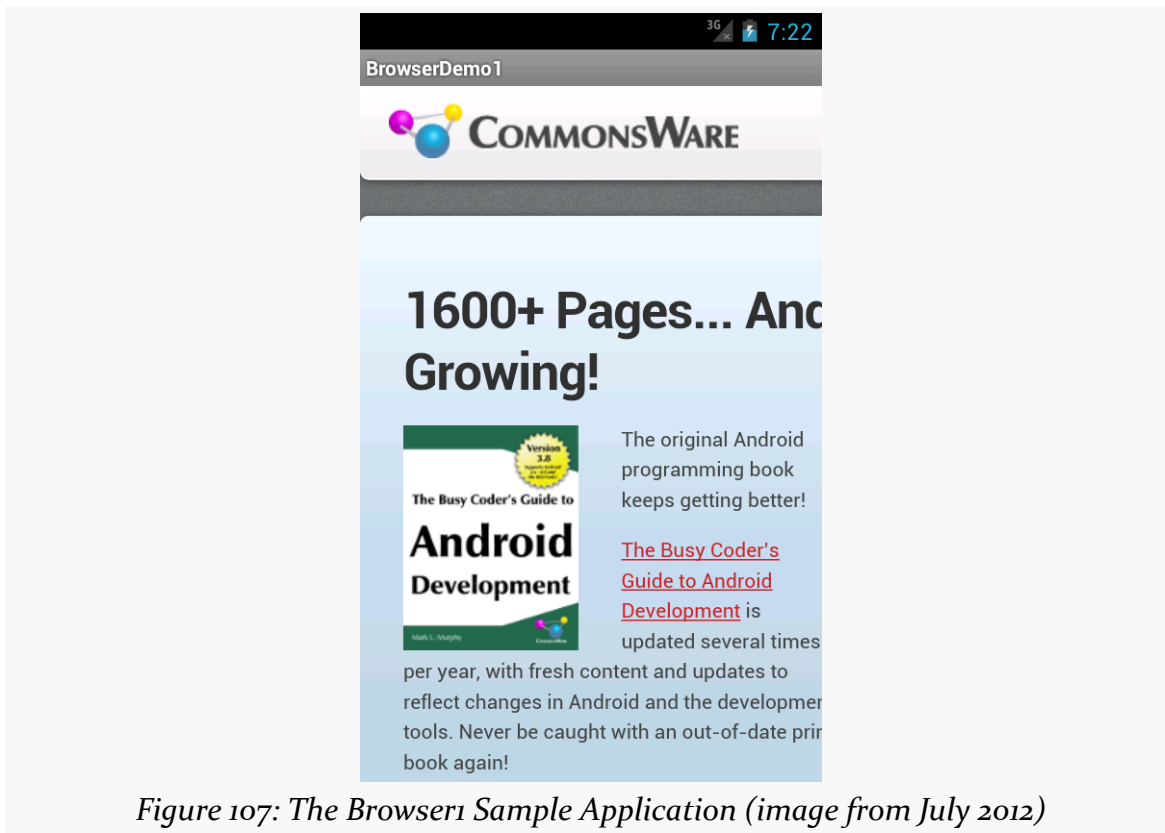 3G 7:22
BrowserDemo1
COMMONSWARE
1600+ Pages... And
Growing!
The original Android
programming book
keeps getting better!
Version
3.8
The Busy Coder's Guide to
Android
Development
Mark L. Murphy
CommonsWare
The Busy Coder's
Guide to Android
Development is
updated several times
per year, with fresh content and updates to
reflect changes in Android and the developmen
tools. Never be caught with an out-of-date prin
book again!
Figure 107: The Browser1 Sample Application (image from July 2012)